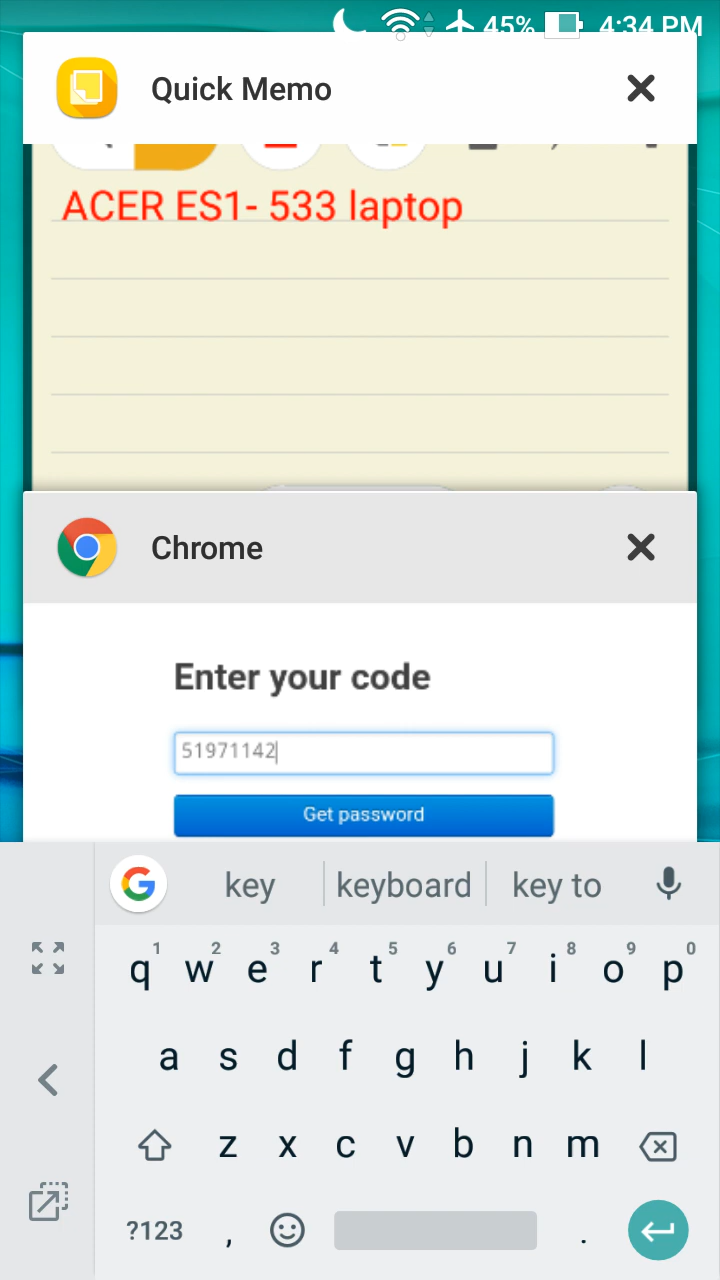 45% 4:34 PM
Quick Memo
ACER ES1- 533 laptop
Chrome
Enter your code
51971142
Get password
key keyboard key to
1 2 3 4 5 6 7 8 9 0
q w e r t y u i o p
a s d f g h j k l
z x c v b n m
?123 , .